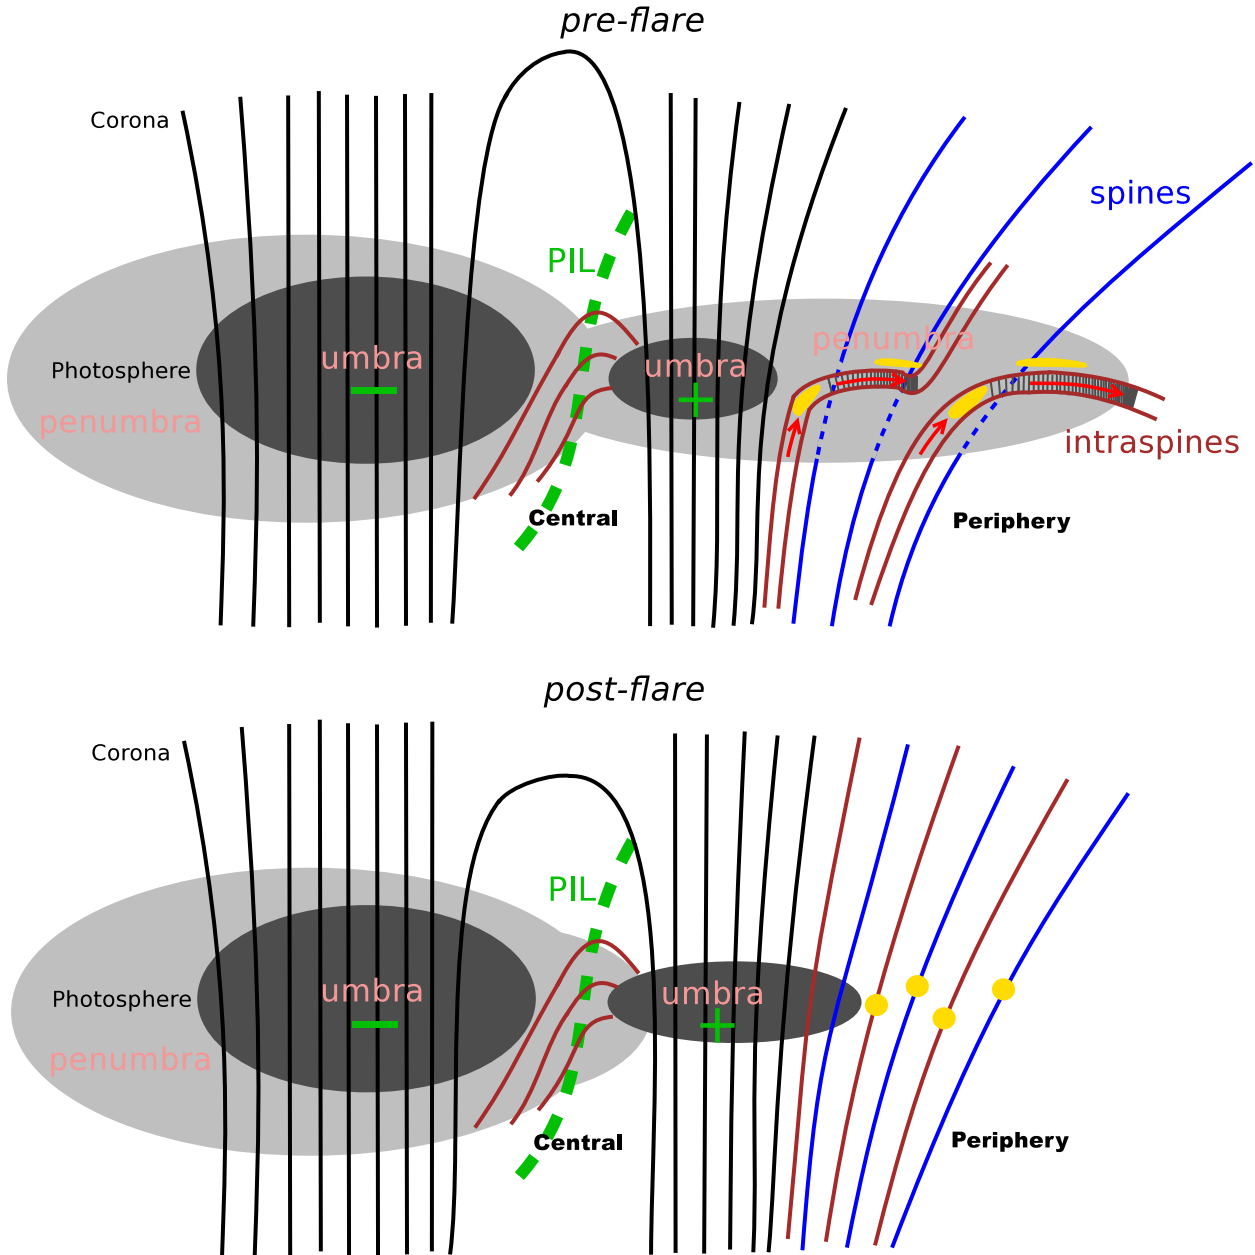 pre-flare
Corona
spines
PIL
penumbra
umbra
umbra
Photosphere
penumbra
intraspines
Central
Periphery
post-flare
Corona
PIL
umbra
umbra
Photosphere
penumbra
Central
Periphery